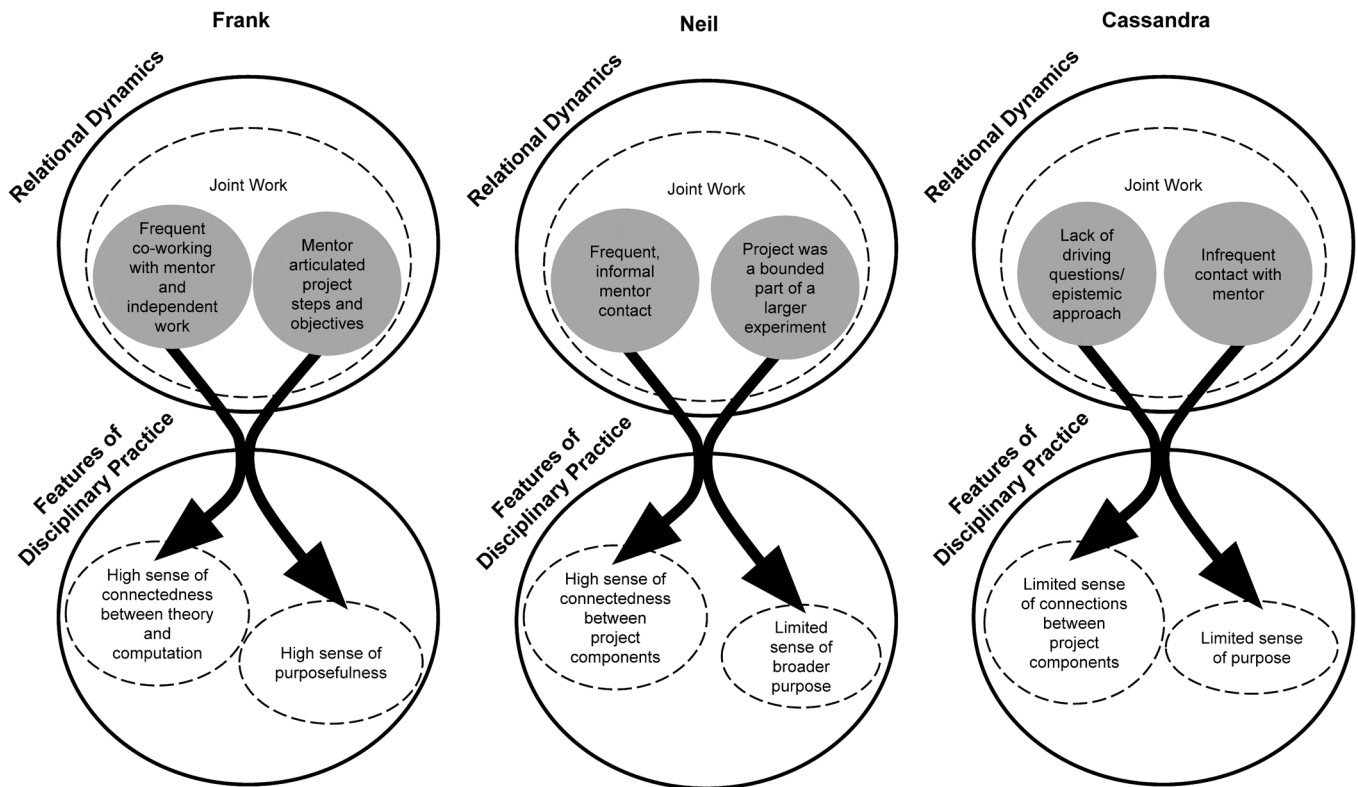 Frank
Relational Dynamics
Joint Work
Frequent
co-working
with mentor
and
independent
work
Mentor
articulated
project
steps and
objectives
Features of
Disciplinary Practice
High sense of
connectedness
between theory
and
computation
High sense of
purposefulness
Neil
Relational Dynamics
Joint Work
Frequent,
informal
mentor
contact
Project was
a bounded
part of a
larger
experiment
Features of
Disciplinary Practice
High sense of
connectedness
between
project
components
Limited
sense of
broader
purpose
Cassandra
Relational Dynamics
Joint Work
Lack of
driving
questions/
epistemic
approach
Infrequent
contact with
mentor
Features of
Disciplinary Practice
Limited sense
of connections
between
project
components
Limited sense
of purpose